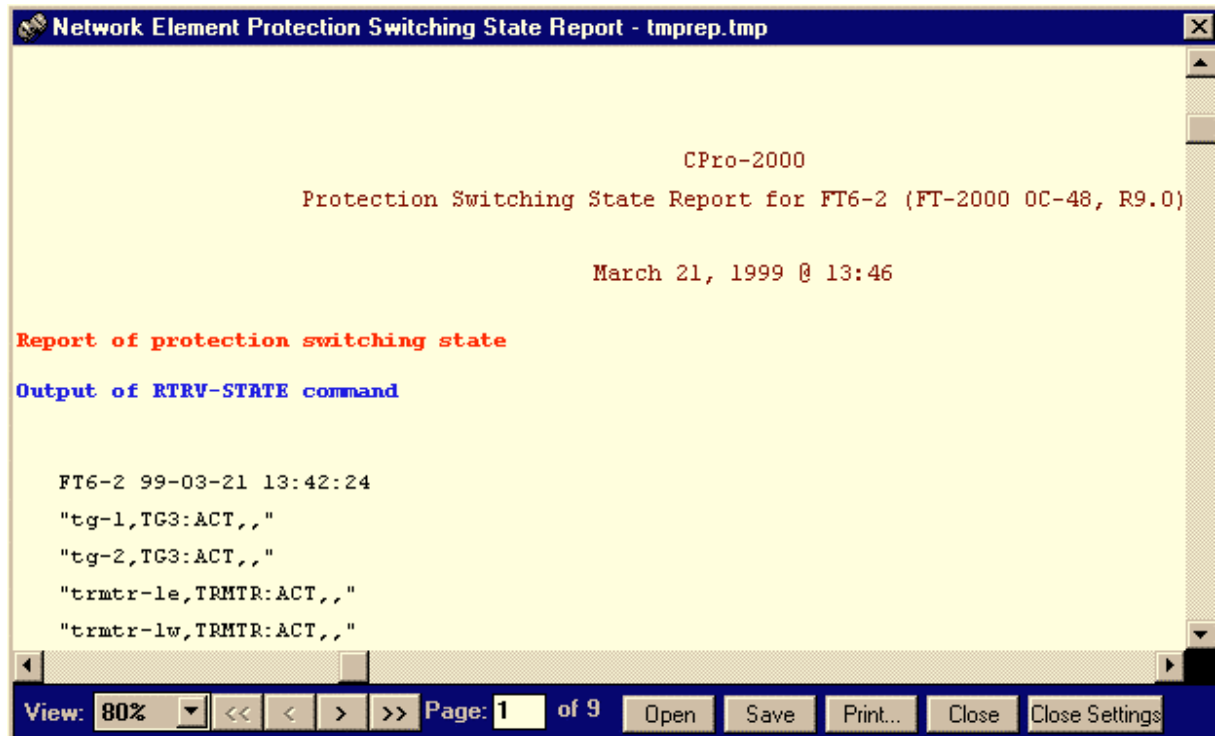 Network Element Protection Switching State Report - tmprep.tmp
CPro-2000
Protection Switching State Report for FT6-2 (FT-2000 OC-48, R9.0)
March 21, 1999 @ 13:46
Report of protection switching state
Output of RTRV-STATE command
FT6-2 99-03-21 13:42:24
"tg-1,TG3:ACT,,"
"tg-2,TG3:ACT,,"
"trmtr-1e,TRMTR:ACT,,"
"trmtr-1w,TRMTR:ACT,,"
View: 80% << < > >> Page: 1 of 9 Open Save Print... Close Close Settings